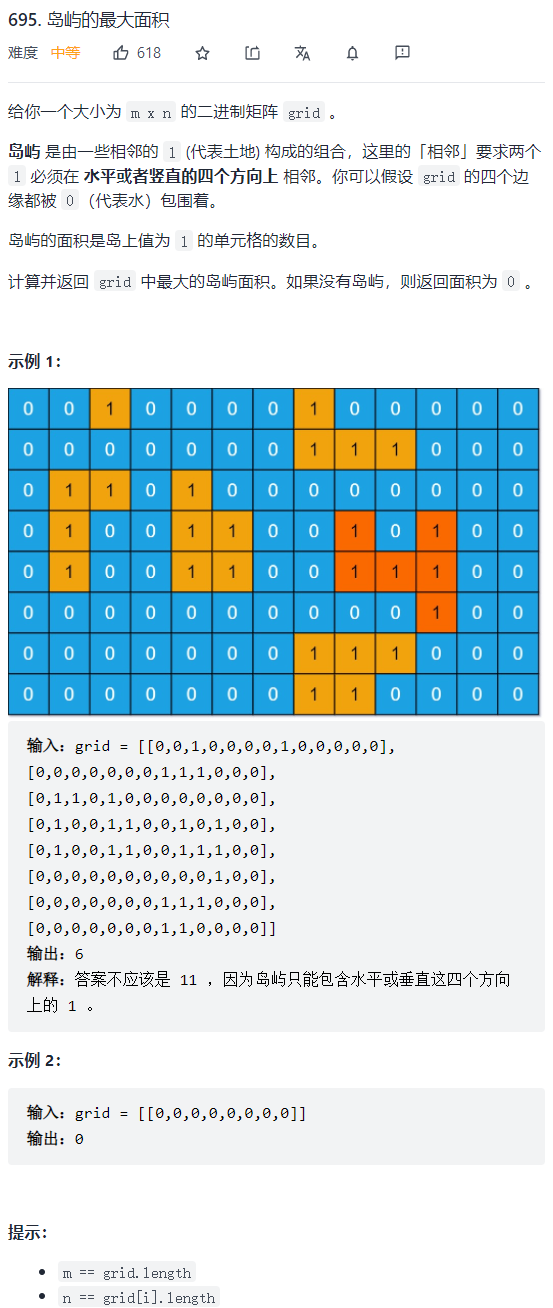 695. 岛屿的最大面积
难度 中等 618
给你一个大小为 m x n 的二进制矩阵 grid 。
岛屿 是由一些相邻的 1 (代表土地) 构成的组合，这里的「相邻」要求两个
1 必须在 水平或者竖直的四个方向上 相邻。你可以假设 grid 的四个边
缘都被 0（代表水）包围着。
岛屿的面积是岛上值为 1 的单元格的数目。
计算并返回 grid 中最大的岛屿面积。如果没有岛屿，则返回面积为 0 。
示例 1：
0 0 1 0 0 0 0 1 0 0 0 0 0
0 0 0 0 0 0 0 1 1 1 0 0 0
0 1 1 0 1 0 0 0 0 0 0 0 0
0 1 0 0 1 1 0 0 1 0 1 0 0
0 1 0 0 1 1 0 0 1 1 1 0 0
0 0 0 0 0 0 0 0 0 0 1 0 0
0 0 0 0 0 0 0 1 1 1 0 0 0
0 0 0 0 0 0 0 1 1 0 0 0 0
输入：grid = [[0,0,1,0,0,0,0,1,0,0,0,0,0],
[0,0,0,0,0,0,0,1,1,1,0,0,0],
[0,1,1,0,1,0,0,0,0,0,0,0,0],
[0,1,0,0,1,1,0,0,1,0,1,0,0],
[0,1,0,0,1,1,0,0,1,1,1,0,0],
[0,0,0,0,0,0,0,0,0,0,1,0,0],
[0,0,0,0,0,0,0,1,1,1,0,0,0],
[0,0,0,0,0,0,0,1,1,0,0,0,0]]
输出：6
解释：答案不应该是 11 ，因为岛屿只能包含水平或垂直这四个方向
上的 1 。
示例 2：
输入：grid = [[0,0,0,0,0,0,0,0]]
输出：0
提示：
m == grid.length
n == grid[i].length